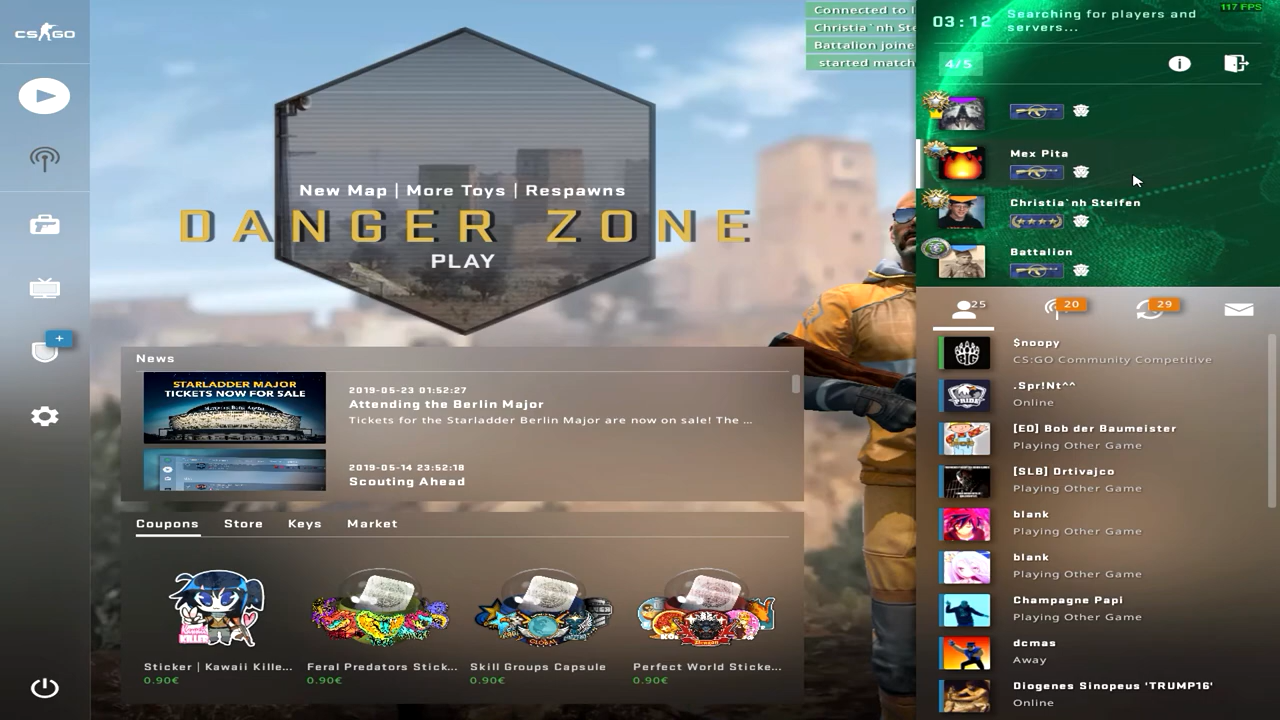 CS GO
Connected to l
Christia`nh Ste
Battalion joine
started match
117 FPS
03:12
Searching for players and
servers...
4/5
Mex Pita
Christia`nh Steifen
Battalion
New Map | More Toys | Respawns
DANGER ZONE
PLAY
+
25
20
29
$noopy
CS:GO Community Competitive
.Spr!Nt^^
Online
[EO] Bob der Baumeister
Playing Other Game
[SLB] Ortivajco
Playing Other Game
blank
Playing Other Game
blank
Playing Other Game
Champagne Papi
Playing Other Game
dcmas
Away
Diogenes Sinopeus 'TRUMP16'
Online
News
STARLADDER MAJOR
TICKETS NOW FOR SALE
2019-05-23 01:52:27
Attending the Berlin Major
Tickets for the Starladder Berlin Major are now on sale! The ...
2019-05-14 23:52:18
Scouting Ahead
Coupons Store Keys Market
Sticker | Kawaii Kille...
0.90€
Feral Predators Stick...
0.90€
Skill Groups Capsule
0.90€
Perfect World Sticke...
0.90€